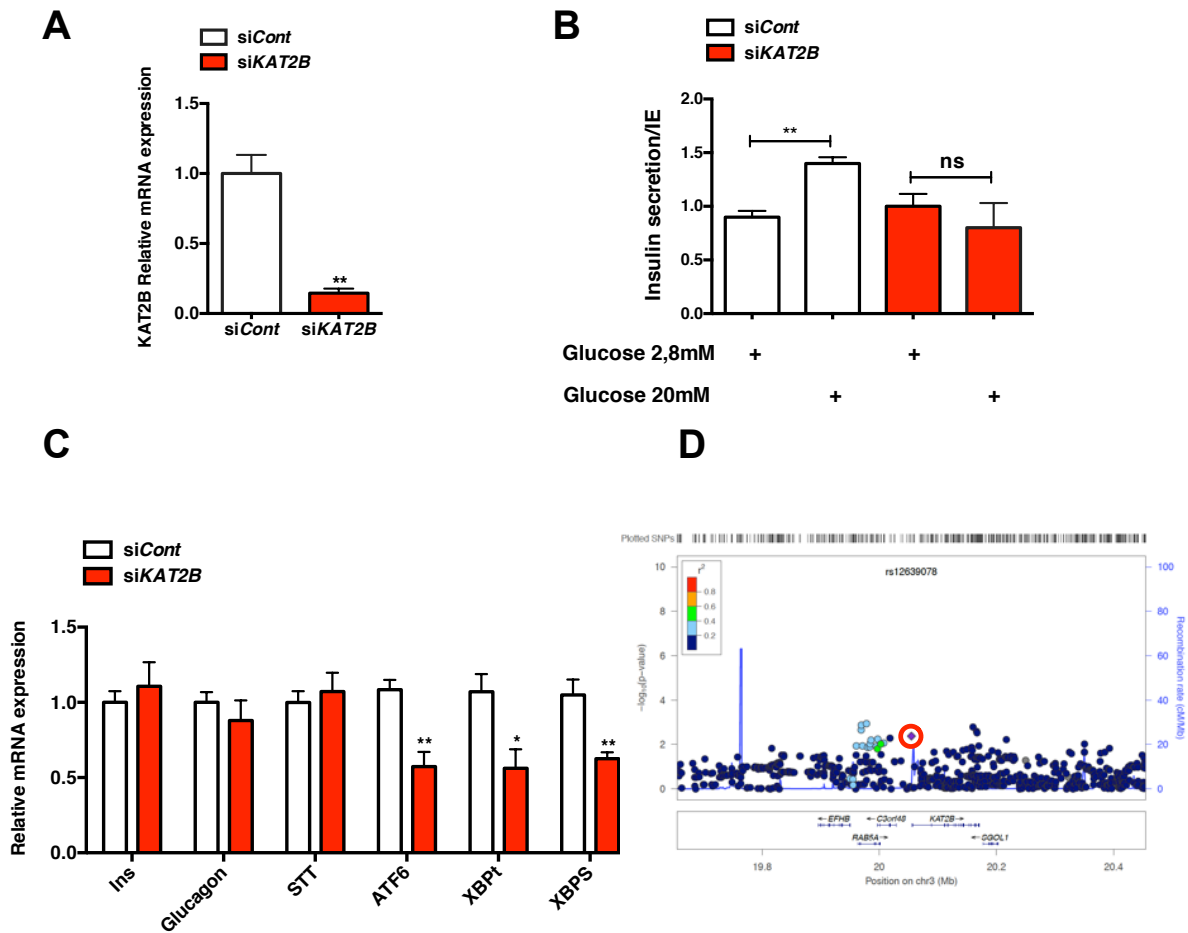 A
siCont
siKAT2B
KAT2B Relative mRNA expression
1.5
1.0
0.5
0.0
**
siCont siKAT2B
B
siCont
siKAT2B
Insulin secretion/IE
2.0
1.5
1.0
0.5
0.0
**
ns
Glucose 2,8mM + +
Glucose 20mM + +
C
siCont
siKAT2B
Relative mRNA expression
1.5
1.0
0.5
0.0
** * **
Ins Glucagon STT ATF6 XBPt XBPS
D
Plotted SNPs
rs12639078
r²
0.8
0.6
0.4
0.2
−log₁₀(p−value)
10
8
6
4
2
0
Recombination rate (cM/Mb)
100
80
60
40
20
0
←EFHB ←C3orf48 KAT2B→
RAB5A→ ←SGOL1
19.8 20 20.2 20.4
Position on chr3 (Mb)